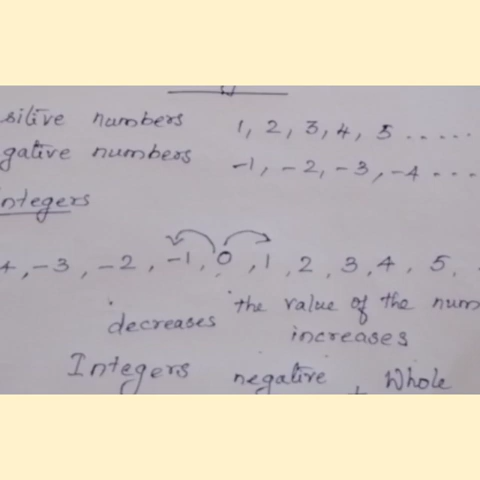 sitive numbers 1, 2, 3, 4, 5 .....
gative numbers -1, -2, -3, -4 ...
ntegers
4, -3, -2, -1, 0, 1, 2, 3, 4, 5,
decreases the value of the num
increases
Integers negative + Whole